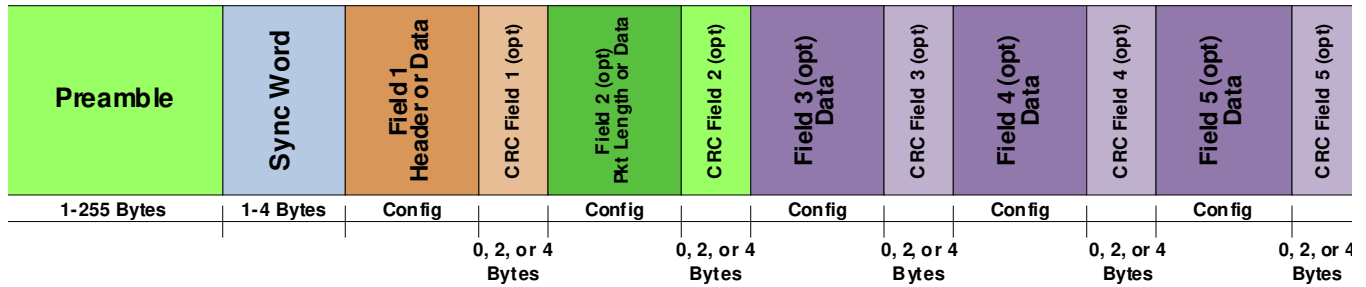 Preamble
Sync Word
Field 1
Header or Data
CRC Field 1 (opt)
Field 2 (opt)
Pkt Length or Data
CRC Field 2 (opt)
Field 3 (opt)
Data
CRC Field 3 (opt)
Field 4 (opt)
Data
CRC Field 4 (opt)
Field 5 (opt)
Data
CRC Field 5 (opt)
1-255 Bytes
1-4 Bytes
Config
Config
Config
Config
Config
0, 2, or 4
Bytes
0, 2, or 4
Bytes
0, 2, or 4
Bytes
0, 2, or 4
Bytes
0, 2, or 4
Bytes